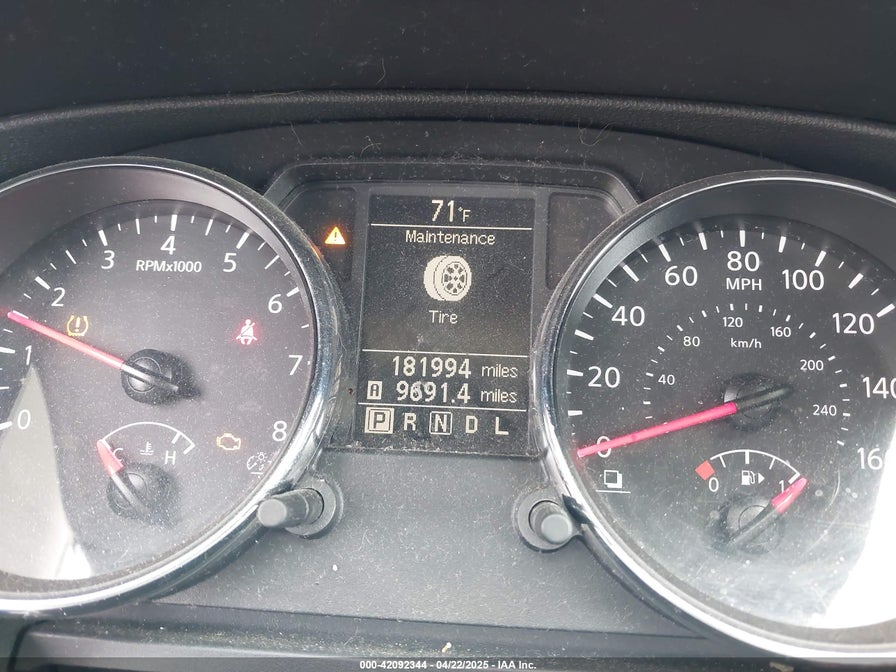 71°F
Maintenance
Tire
181994 miles
A 9691.4 miles
P R N D L
0 1 2 3 4 5 6 7 8
RPMx1000
C H
0 20 40 60 80 100 120 140 160
MPH
40 80 120 160 200 240
km/h
0 1
000-42092344 - 04/22/2025 - IAA Inc.